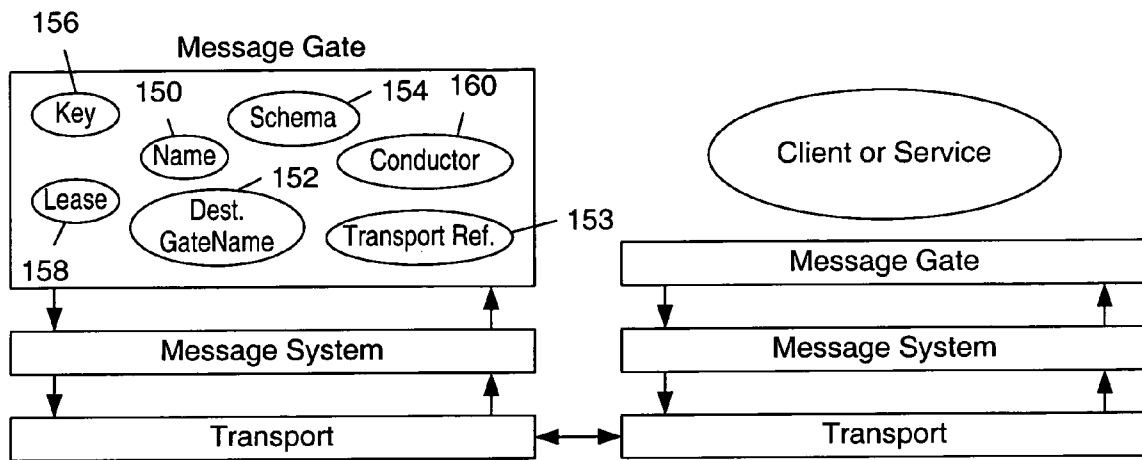 156
Message Gate
150
154
160
Key
Schema
Name
Conductor
152
Client or Service
Lease
Dest.
GateName
Transport Ref.
153
158
Message Gate
Message System
Message System
Transport
Transport